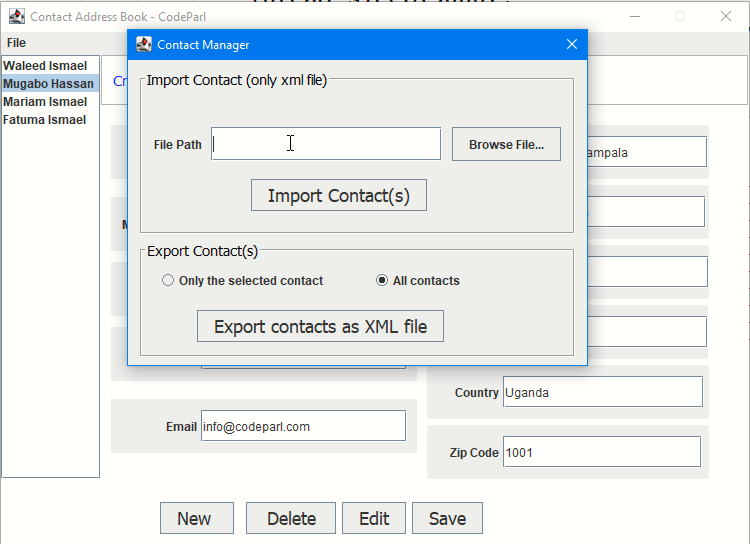 Contact Address Book - CodeParl
File
Waleed Ismael
Mugabo Hassan
Mariam Ismael
Fatuma Ismael
Contact Manager
Import Contact (only xml file)
File Path
Browse File...
Import Contact(s)
Export Contact(s)
Only the selected contact
All contacts
Export contacts as XML file
Country Uganda
Email info@codeparl.com
Zip Code 1001
New Delete Edit Save